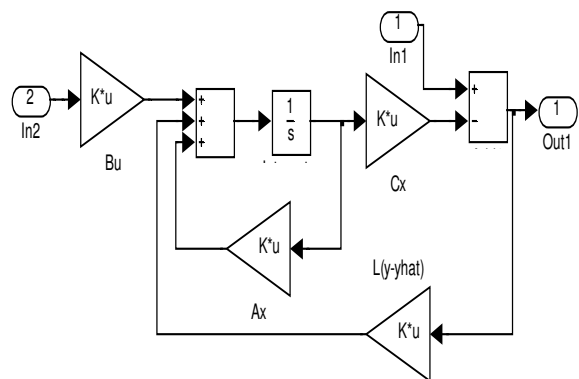 1
In1
2
In2
K*u
Bu
+
+
+
1
s
K*u
Cx
+
-
1
Out1
K*u
Ax
L(y-yhat)
K*u